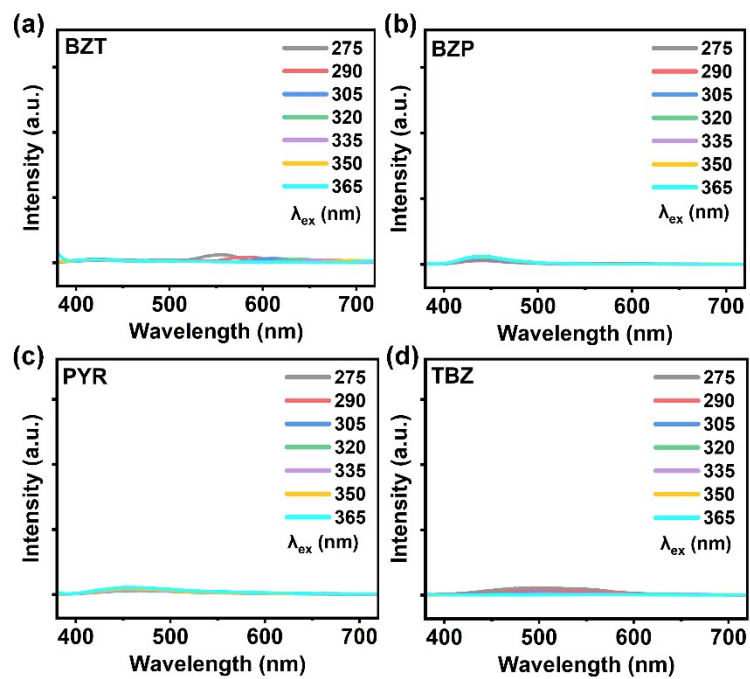 (a)
BZT
275
290
305
320
335
350
365
λex (nm)
Intensity (a.u.)
400 500 600 700
Wavelength (nm)
(b)
BZP
275
290
305
320
335
350
365
λex (nm)
Intensity (a.u.)
400 500 600 700
Wavelength (nm)
(c)
PYR
275
290
305
320
335
350
365
λex (nm)
Intensity (a.u.)
400 500 600 700
Wavelength (nm)
(d)
TBZ
275
290
305
320
335
350
365
λex (nm)
Intensity (a.u.)
400 500 600 700
Wavelength (nm)